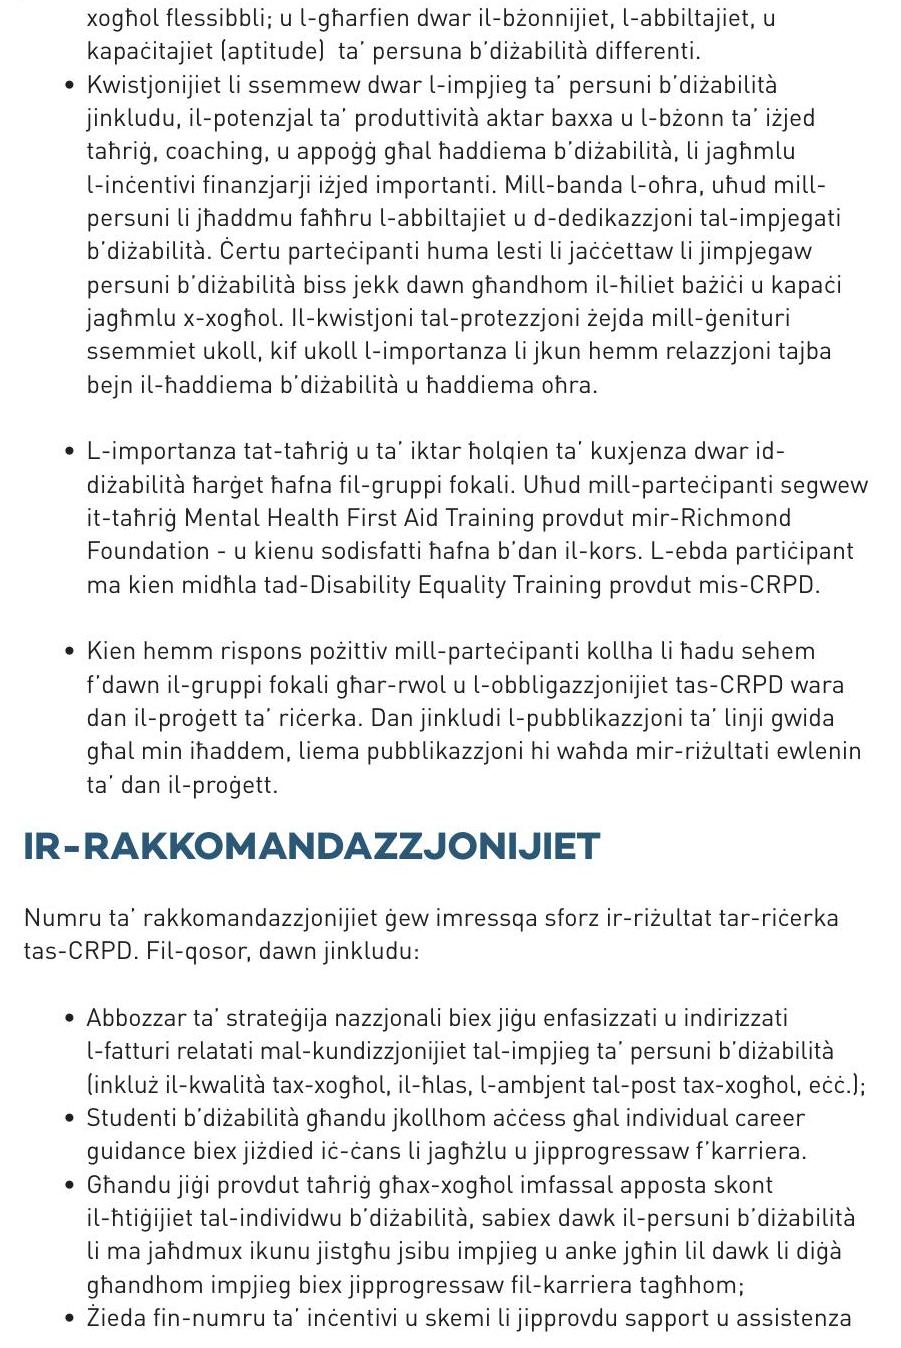 xogħol flessibbli; u l-għarfien dwar il-bżonnijiet, l-abbiltajiet, u
kapaċitajiet (aptitude)  ta’ persuna b’diżabilità differenti.
• Kwistjonijiet li ssemmew dwar l-impjieg ta’ persuni b’diżabilità
jinkludu, il-potenzjal ta’ produttività aktar baxxa u l-bżonn ta’ iżjed
taħriġ, coaching, u appoġġ għal ħaddiema b’diżabilità, li jagħmlu
l-inċentivi finanzjarji iżjed importanti. Mill-banda l-oħra, uħud mill-
persuni li jħaddmu faħħru l-abbiltajiet u d-dedikazzjoni tal-impjegati
b’diżabilità. Ċertu parteċipanti huma lesti li jaċċettaw li jimpjegaw
persuni b’diżabilità biss jekk dawn għandhom il-ħiliet bażiċi u kapaċi
jagħmlu x-xogħol. Il-kwistjoni tal-protezzjoni żejda mill-ġenituri
ssemmiet ukoll, kif ukoll l-importanza li jkun hemm relazzjoni tajba
bejn il-ħaddiema b’diżabilità u ħaddiema oħra.
• L-importanza tat-taħriġ u ta’ iktar ħolqien ta’ kuxjenza dwar id-
diżabilità ħarġet ħafna fil-gruppi fokali. Uħud mill-parteċipanti segwew
it-taħriġ Mental Health First Aid Training provdut mir-Richmond
Foundation - u kienu sodisfatti ħafna b’dan il-kors. L-ebda partiċipant
ma kien midħla tad-Disability Equality Training provdut mis-CRPD.
• Kien hemm rispons pożittiv mill-parteċipanti kollha li ħadu sehem
f’dawn il-gruppi fokali għar-rwol u l-obbligazzjonijiet tas-CRPD wara
dan il-proġett ta’ riċerka. Dan jinkludi l-pubblikazzjoni ta’ linji gwida
għal min iħaddem, liema pubblikazzjoni hi waħda mir-riżultati ewlenin
ta’ dan il-proġett.
IR-RAKKOMANDAZZJONIJIET
Numru ta’ rakkomandazzjonijiet ġew imressqa sforz ir-riżultat tar-riċerka
tas-CRPD. Fil-qosor, dawn jinkludu:
• Abbozzar ta’ strateġija nazzjonali biex jiġu enfasizzati u indirizzati
l-fatturi relatati mal-kundizzjonijiet tal-impjieg ta’ persuni b’diżabilità
(inkluż il-kwalità tax-xogħol, il-ħlas, l-ambjent tal-post tax-xogħol, eċċ.);
• Studenti b’diżabilità għandu jkollhom aċċess għal individual career
guidance biex jiżdied iċ-ċans li jagħżlu u jipprogressaw f’karriera.
• Għandu jiġi provdut taħriġ għax-xogħol imfassal apposta skont
il-ħtiġijiet tal-individwu b’diżabilità, sabiex dawk il-persuni b’diżabilità
li ma jaħdmux ikunu jistgħu jsibu impjieg u anke jgħin lil dawk li diġà
għandhom impjieg biex jipprogressaw fil-karriera tagħhom;
• Żieda fin-numru ta’ inċentivi u skemi li jipprovdu sapport u assistenza